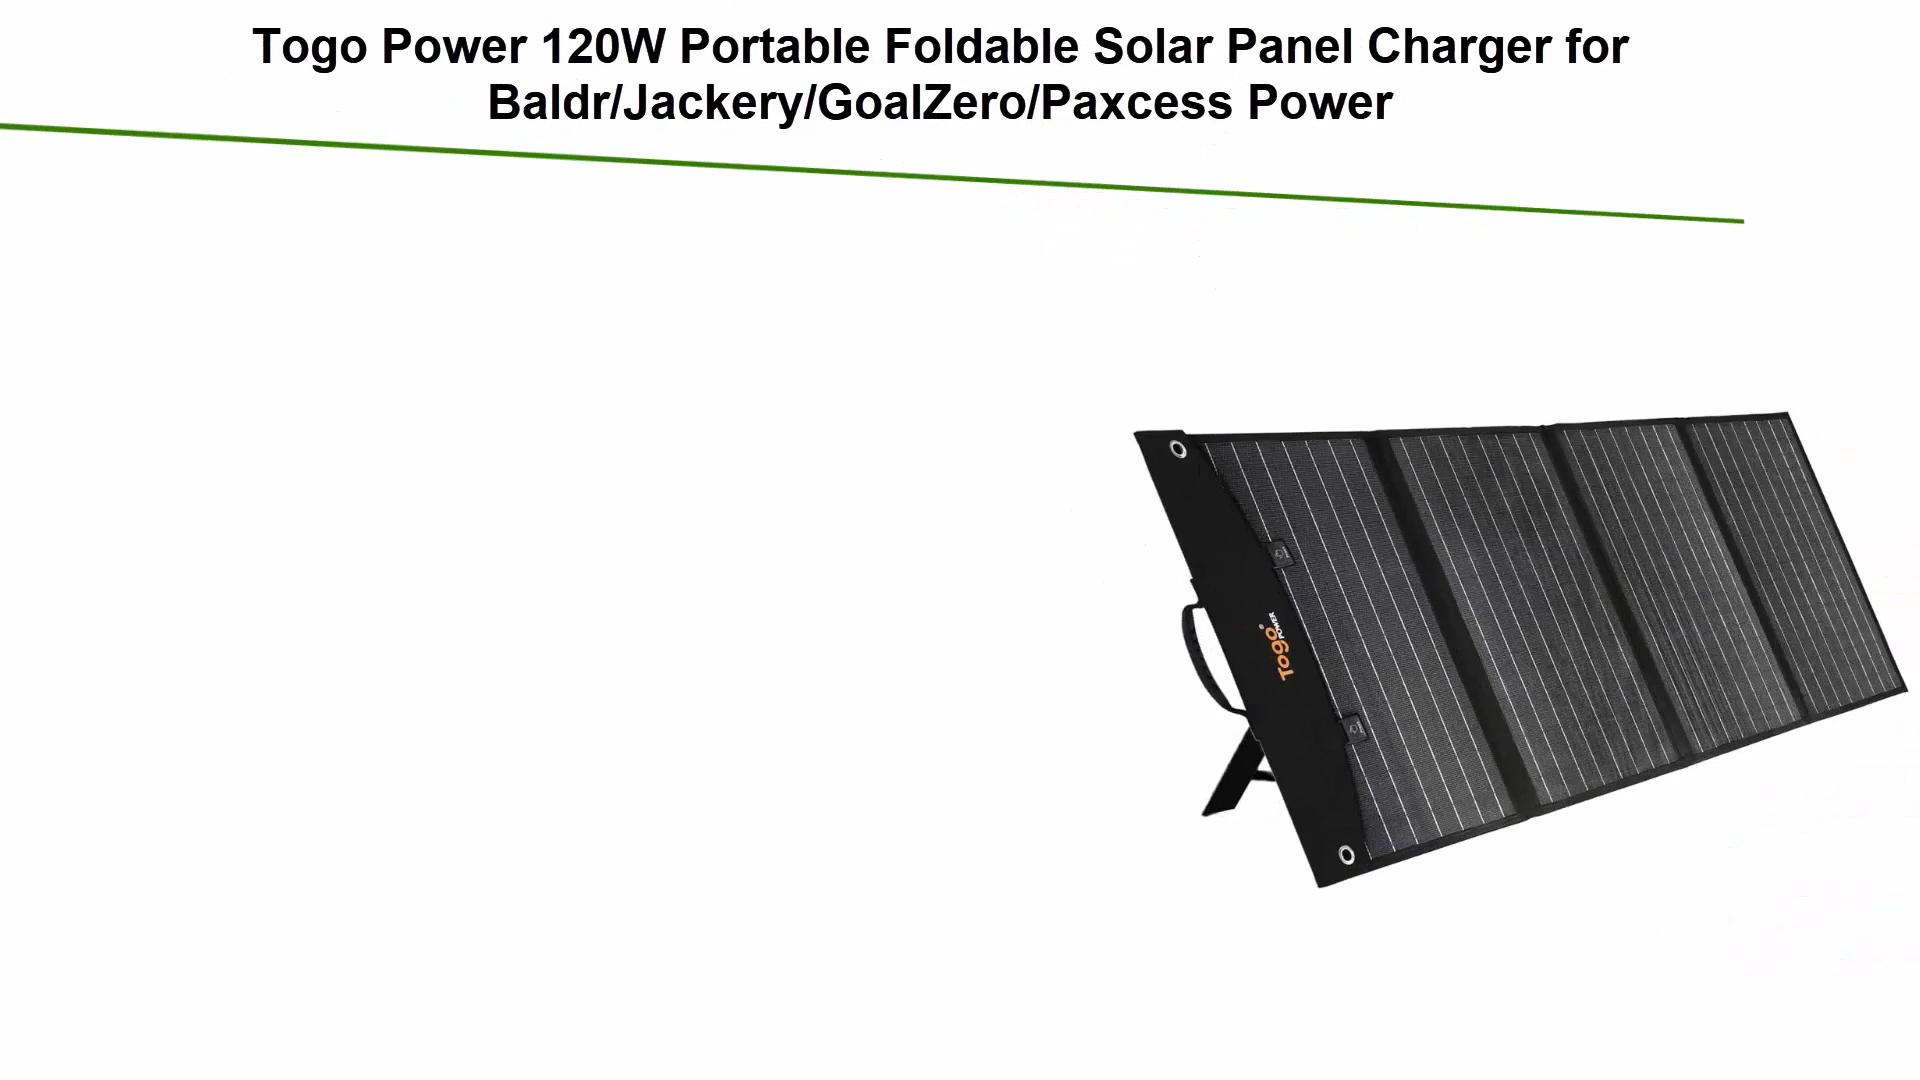 Togo Power 120W Portable Foldable Solar Panel Charger for
Baldr/Jackery/GoalZero/Paxcess Power
Togo®
POWER